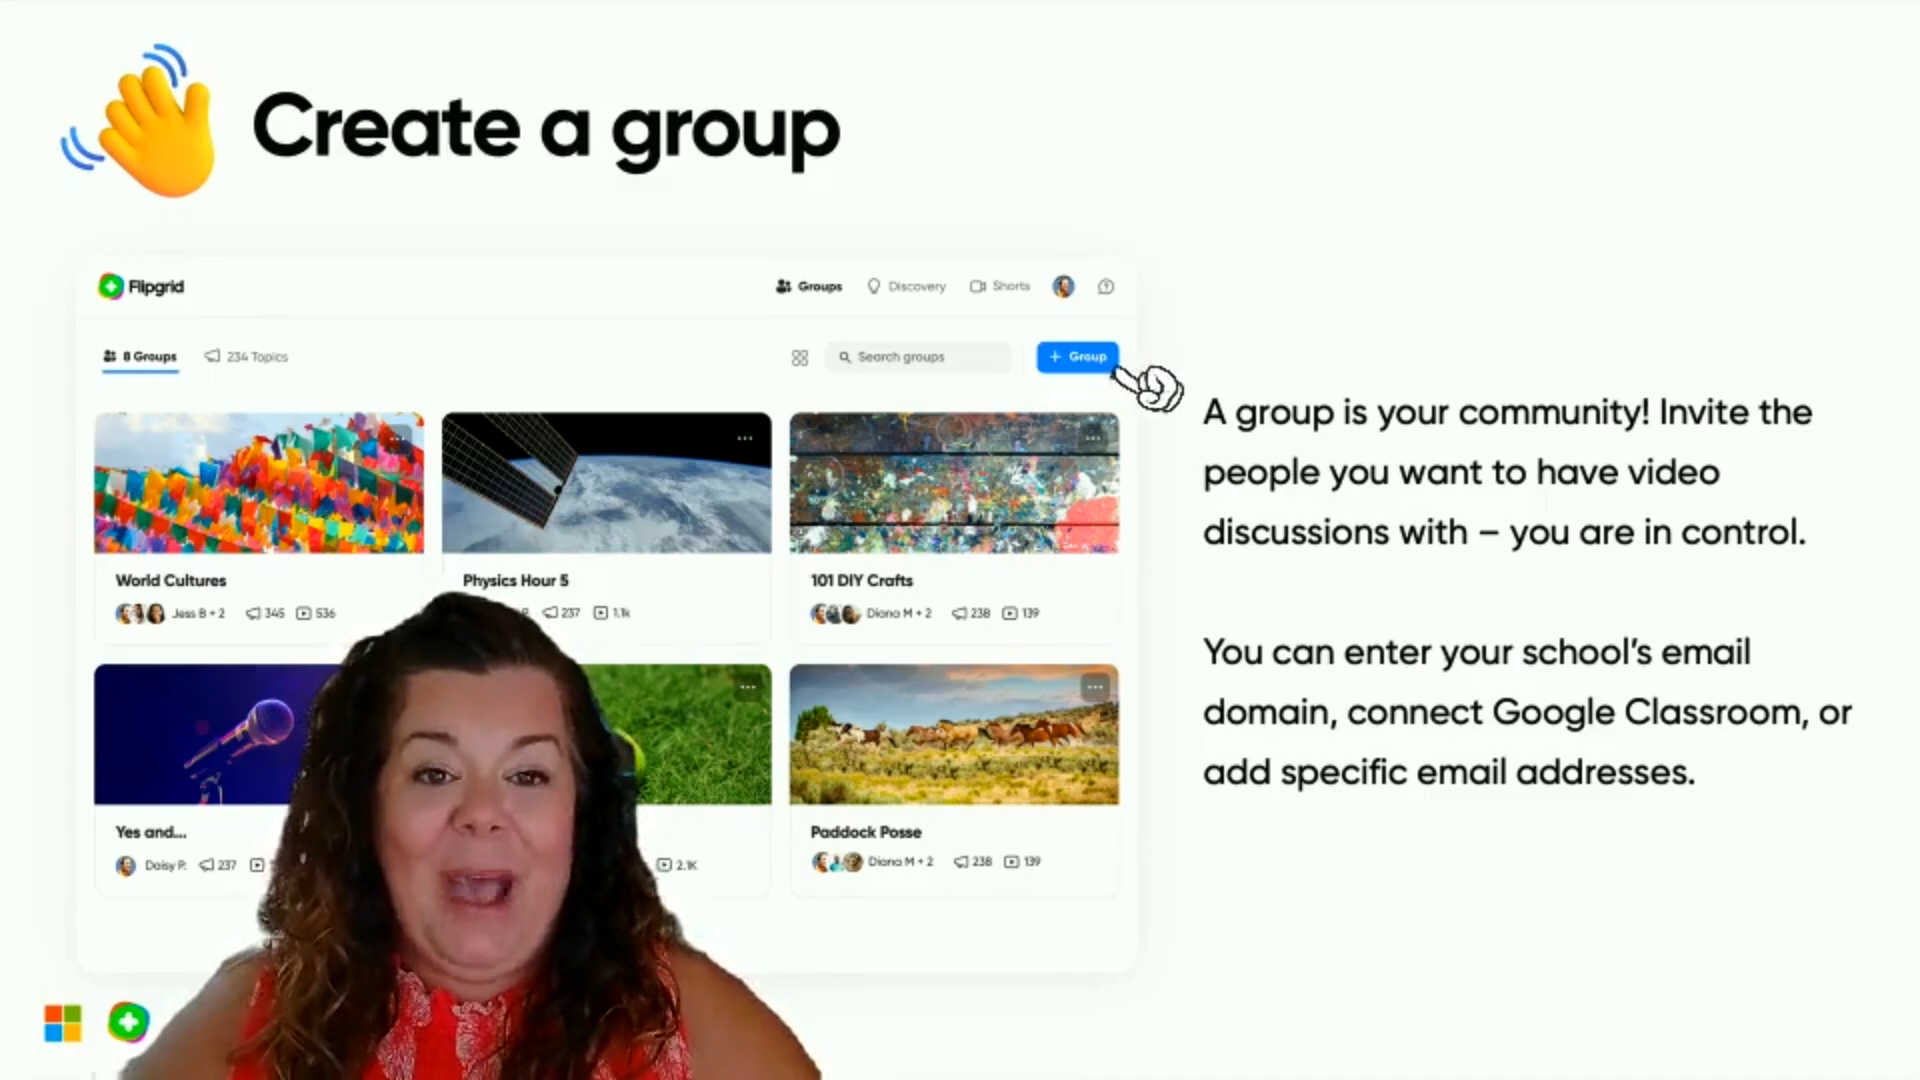 Create a group
Flipgrid
Groups Discovery Shorts
8 Groups 234 Topics
Search groups
+ Group
World Cultures
Jess B + 2 345 536
Physics Hour 5
237 1.1k
101 DIY Crafts
Diana M + 2 238 139
Yes and...
Daisy P. 237
2.1K
Paddock Posse
Diana M + 2 238 139
A group is your community! Invite the
people you want to have video
discussions with – you are in control.
You can enter your school's email
domain, connect Google Classroom, or
add specific email addresses.